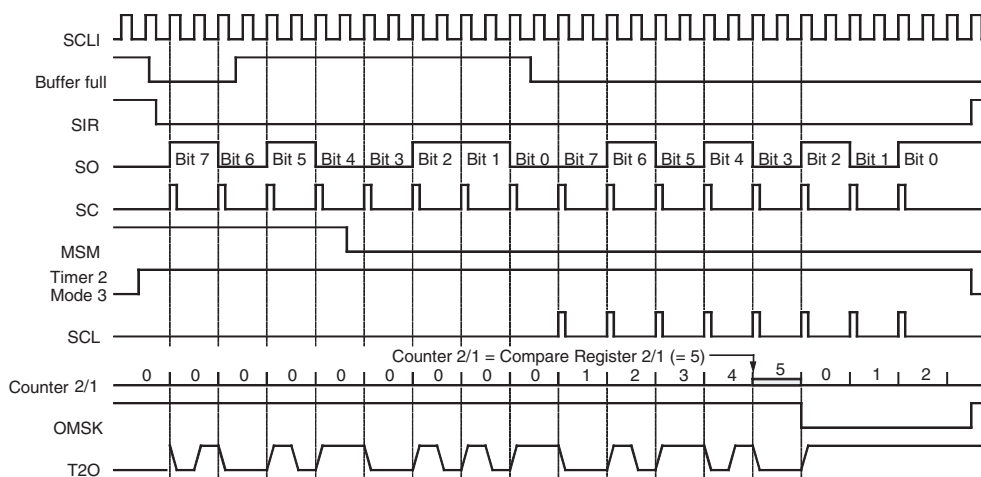 SCLI
Buffer full
SIR
SO
Bit 7 Bit 6 Bit 5 Bit 4 Bit 3 Bit 2 Bit 1 Bit 0 Bit 7 Bit 6 Bit 5 Bit 4 Bit 3 Bit 2 Bit 1 Bit 0
SC
MSM
Timer 2
Mode 3
SCL
Counter 2/1 = Compare Register 2/1 (= 5)
Counter 2/1
0 0 0 0 0 0 0 0 0 1 2 3 4 5 0 1 2
OMSK
T2O